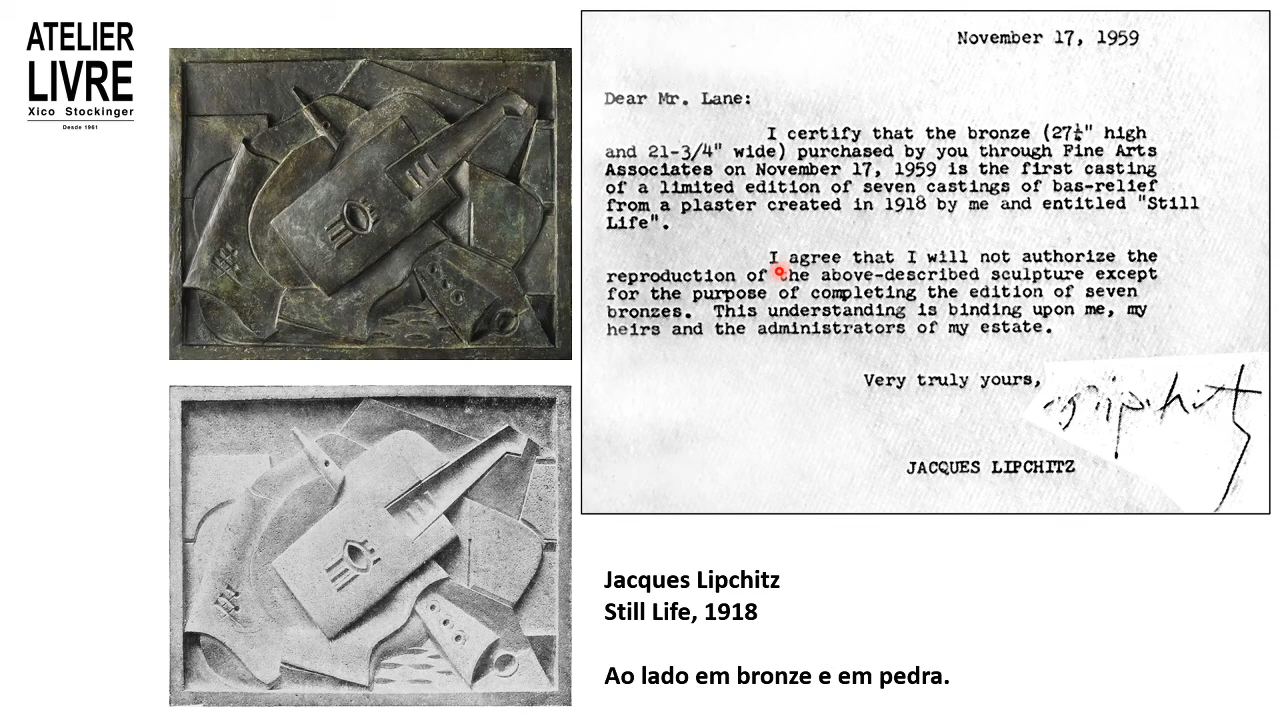 ATELIER
LIVRE
Xico Stockinger
Desde 1961
November 17, 1959
Dear Mr. Lane:
I certify that the bronze (27¼" high
and 21-3/4" wide) purchased by you through Fine Arts
Associates on November 17, 1959 is the first casting
of a limited edition of seven castings of bas-relief
from a plaster created in 1918 by me and entitled "Still
Life".
I agree that I will not authorize the
reproduction of the above-described sculpture except
for the purpose of completing the edition of seven
bronzes. This understanding is binding upon me, my
heirs and the administrators of my estate.
Very truly yours,
Lipchitz
JACQUES LIPCHITZ
Jacques Lipchitz
Still Life, 1918
Ao lado em bronze e em pedra.